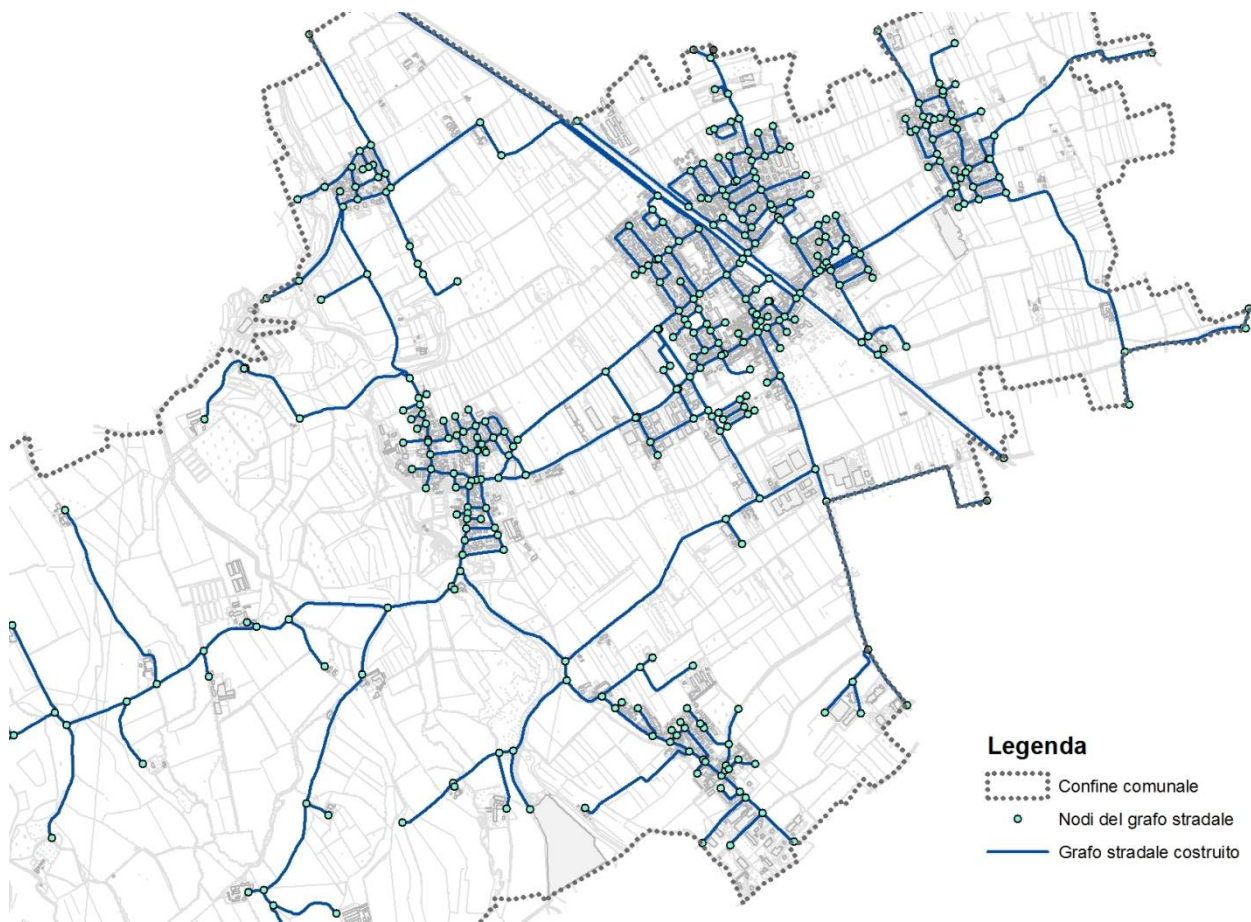 Legenda
Confine comunale
Nodi del grafo stradale
Grafo stradale costruito